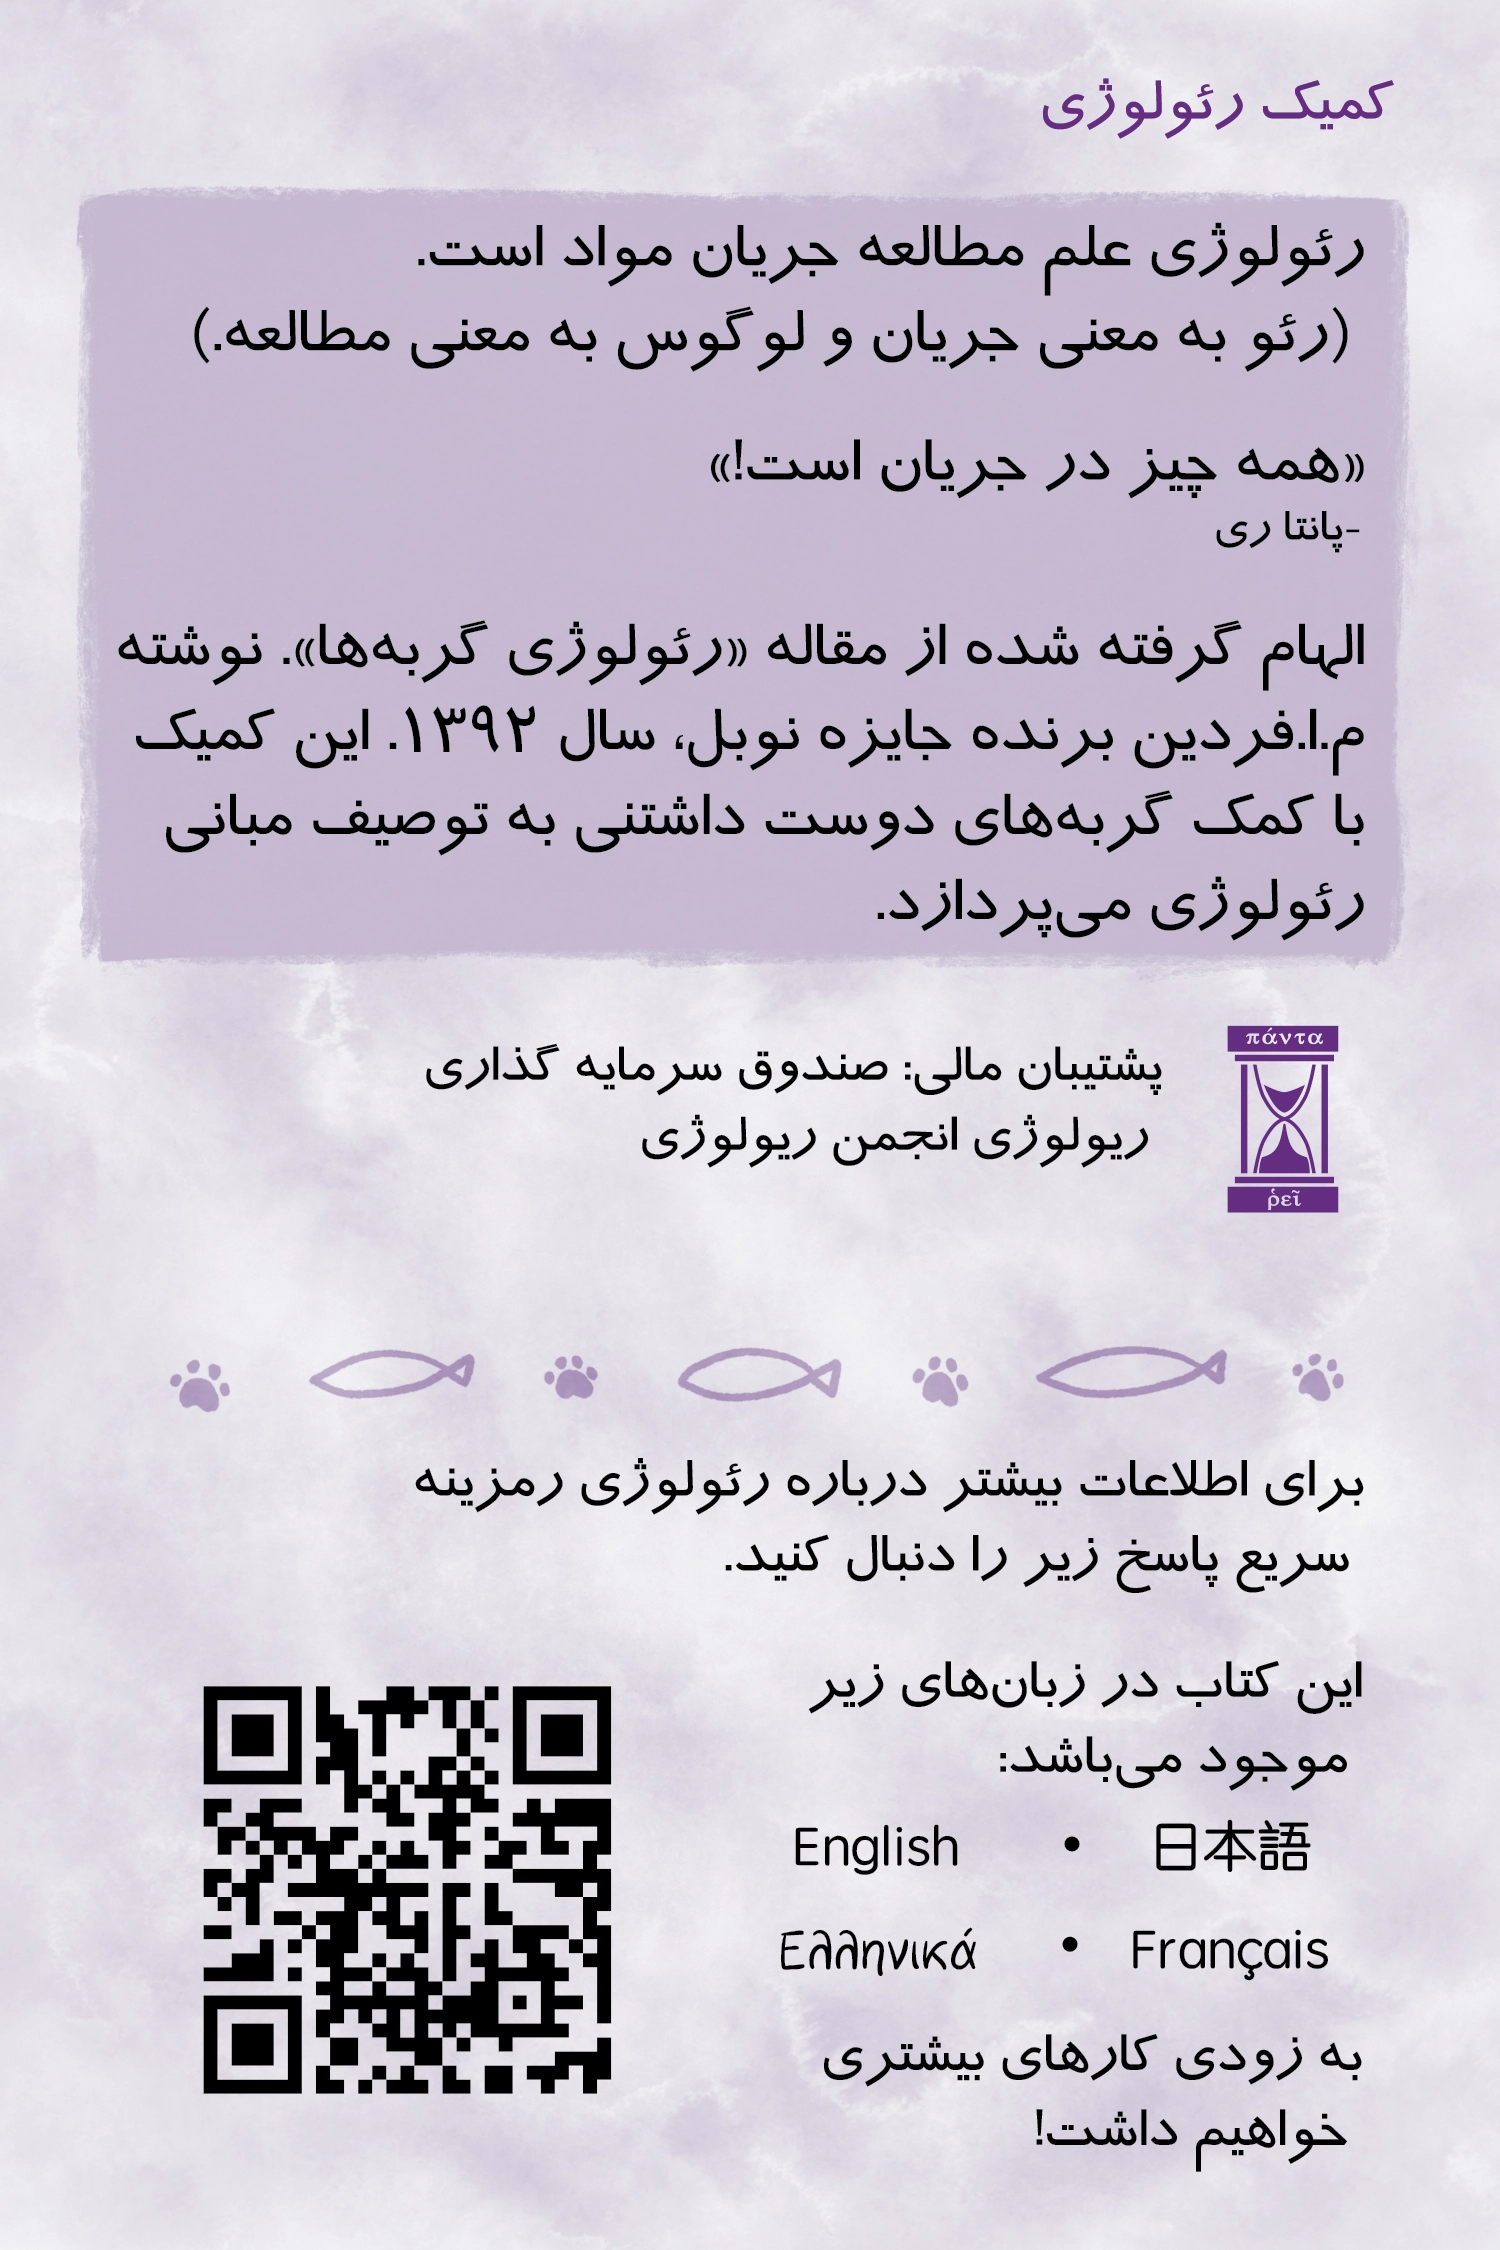 کمیک رئولوژی
رئولوژی علم مطالعه جریان مواد است.
(رئو به معنی جریان و لوگوس به معنی مطالعه.)
«همه چیز در جریان است!»
-پانتا ری
الهام گرفته شده از مقاله «رئولوژی گربه‌ها». نوشته
م.ا.فردین برنده جایزه نوبل، سال ۱۳۹۲. این کمیک
با کمک گربه‌های دوست داشتنی به توصیف مبانی
رئولوژی می‌پردازد.
πάντα
ῥεῖ
پشتیبان مالی: صندوق سرمایه گذاری
ریولوژی انجمن ریولوژی
برای اطلاعات بیشتر درباره رئولوژی رمزینه
سریع پاسخ زیر را دنبال کنید.
این کتاب در زبان‌های زیر
موجود می‌باشد:
日本語 • English
Français • Ελληνικά
به زودی کارهای بیشتری
خواهیم داشت!